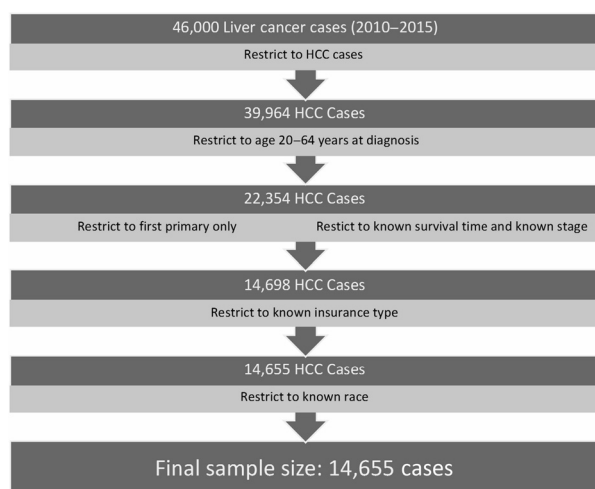 46,000 Liver cancer cases (2010–2015)
Restrict to HCC cases
39,964 HCC Cases
Restrict to age 20–64 years at diagnosis
22,354 HCC Cases
Restrict to first primary only
Restict to known survival time and known stage
14,698 HCC Cases
Restrict to known insurance type
14,655 HCC Cases
Restrict to known race
Final sample size: 14,655 cases